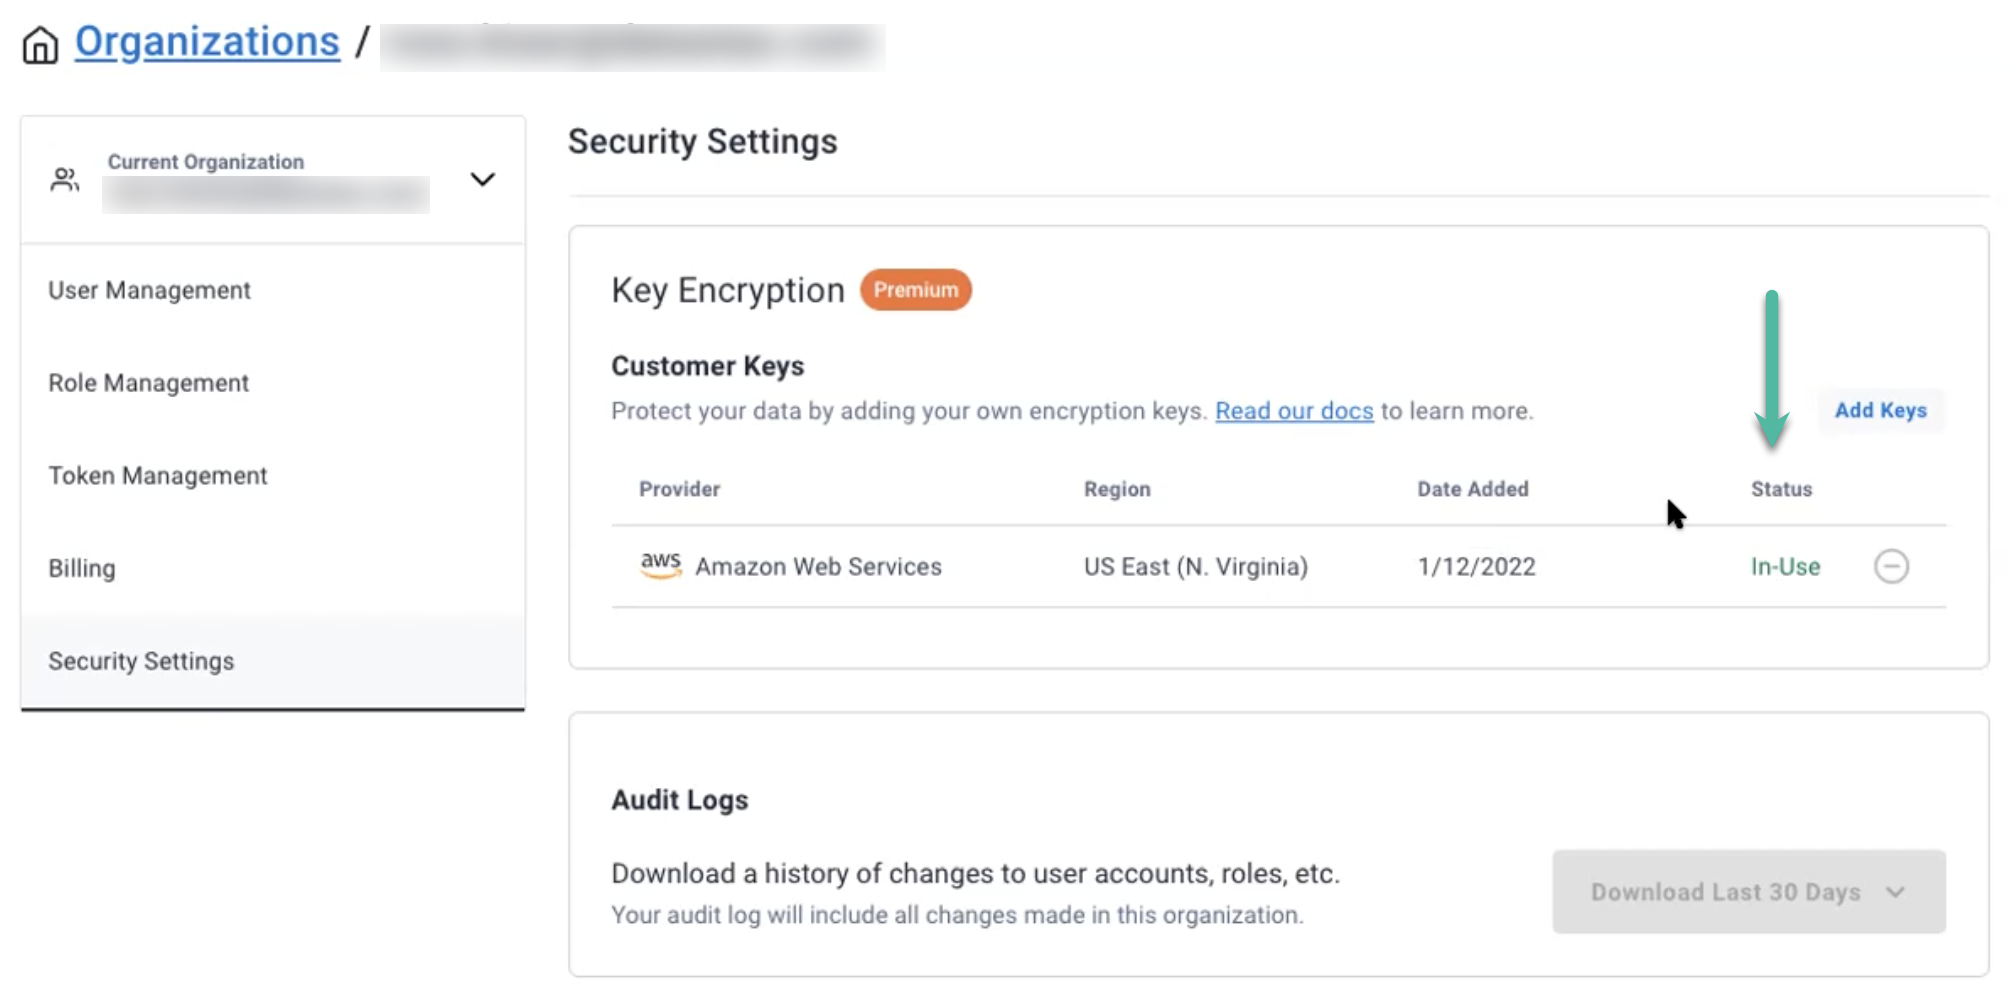 Organizations /
Current Organization
User Management
Role Management
Token Management
Billing
Security Settings
Security Settings
Key Encryption Premium
Customer Keys
Protect your data by adding your own encryption keys. Read our docs to learn more.
Add Keys
Provider Region Date Added Status
aws Amazon Web Services US East (N. Virginia) 1/12/2022 In-Use
Audit Logs
Download a history of changes to user accounts, roles, etc.
Your audit log will include all changes made in this organization.
Download Last 30 Days